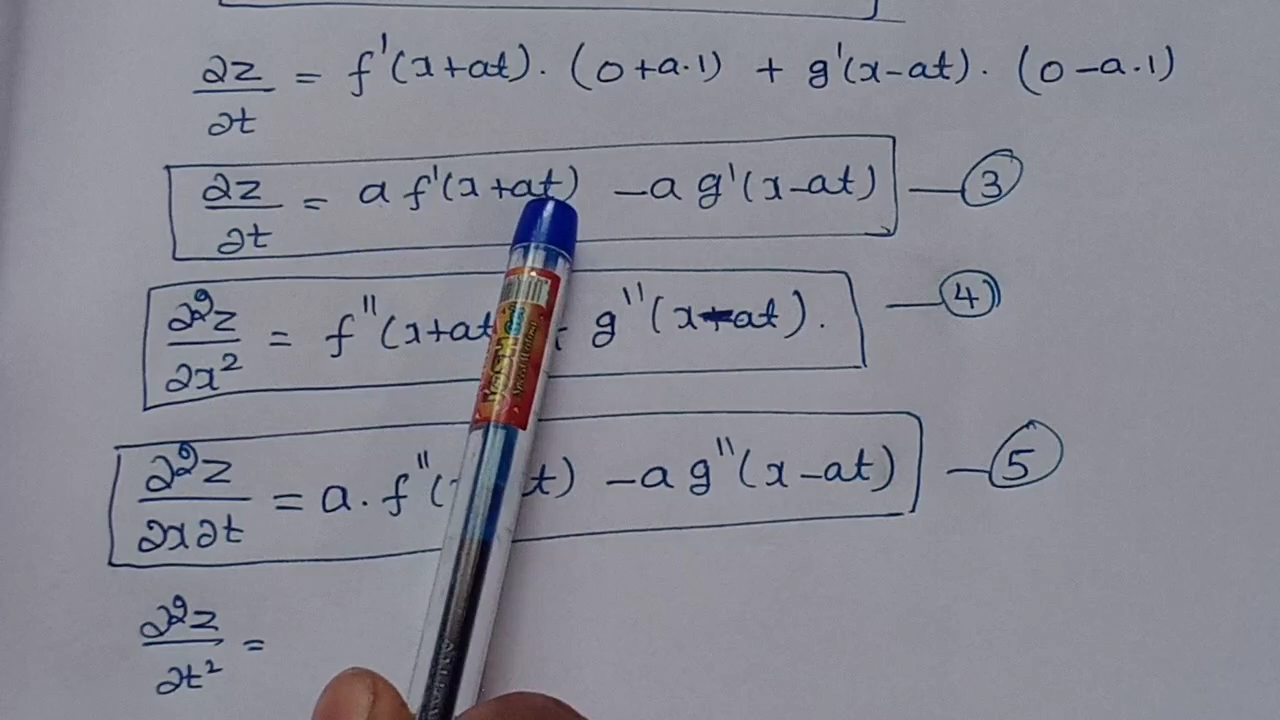 ∂z/∂t = f'(x+at). (0+a.1) + g'(x-at). (0-a.1)
∂z/∂t = a f'(x+at) -a g'(x-at) —③
∂²z/∂x² = f''(x+at g''(x-at). —④
∂²z/∂x∂t = a. f''( t) -a g''(x-at) —⑤
∂²z/∂t² =